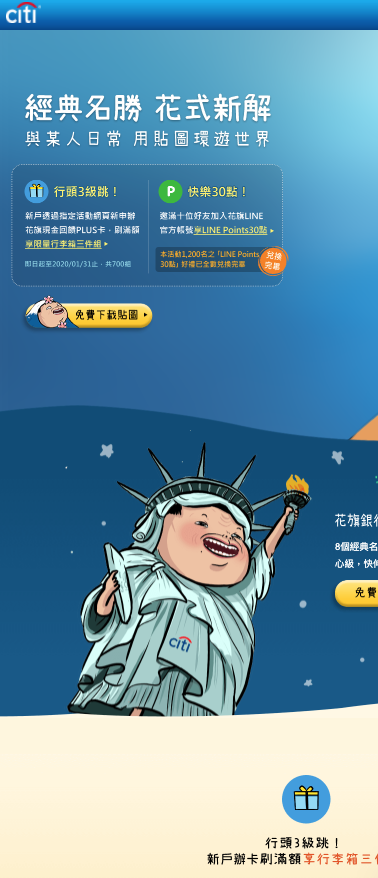 citi
經典名勝 花式新解
與某人日常 用貼圖環遊世界
行頭3級跳！
新戶透過指定活動網頁新申辦
花旗現金回饋PLUS卡，刷滿額
享限量行李箱三件組
即日起至2020/01/31止，共700組
P 快樂30點！
邀滿十位好友加入花旗LINE
官方帳號享LINE Points30點
本活動1,200名之「LINE Points
30點」好禮已全數兌換完畢
兌換
完畢
免費下載貼圖
花旗銀
8個經典名
心級，快
免費
citi
行頭3級跳！
新戶辦卡刷滿額享行李箱三